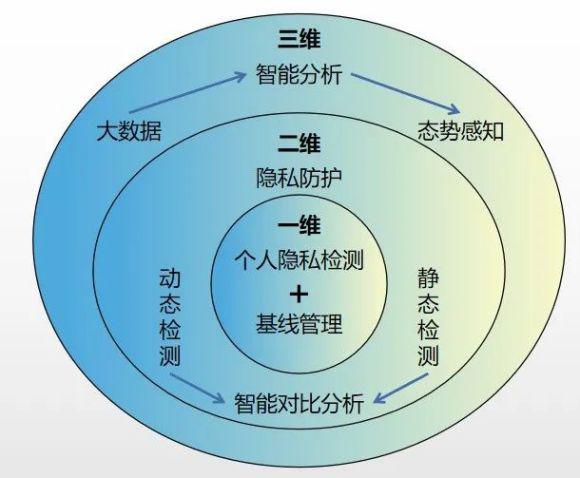 三维
智能分析
大数据
态势感知
二维
隐私防护
一维
个人隐私检测
+
基线管理
动态检测
静态检测
智能对比分析